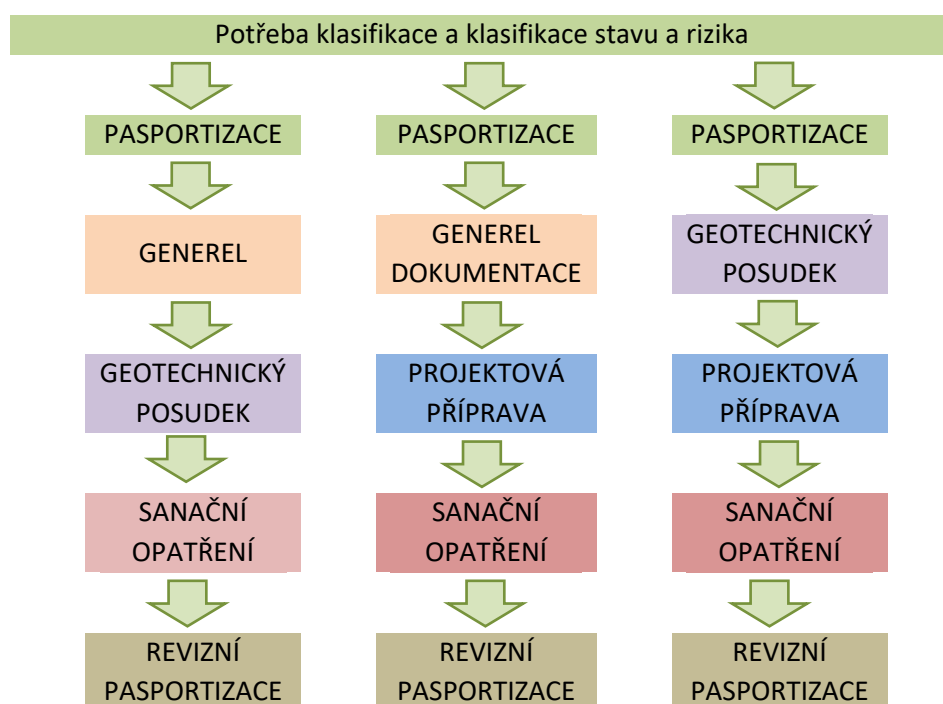 Potřeba klasifikace a klasifikace stavu a rizika
PASPORTIZACE
PASPORTIZACE
PASPORTIZACE
GENEREL
GENEREL
DOKUMENTACE
GEOTECHNICKÝ
POSUDEK
GEOTECHNICKÝ
POSUDEK
PROJEKTOVÁ
PŘÍPRAVA
PROJEKTOVÁ
PŘÍPRAVA
SANAČNÍ
OPATŘENÍ
SANAČNÍ
OPATŘENÍ
SANAČNÍ
OPATŘENÍ
REVIZNÍ
PASPORTIZACE
REVIZNÍ
PASPORTIZACE
REVIZNÍ
PASPORTIZACE